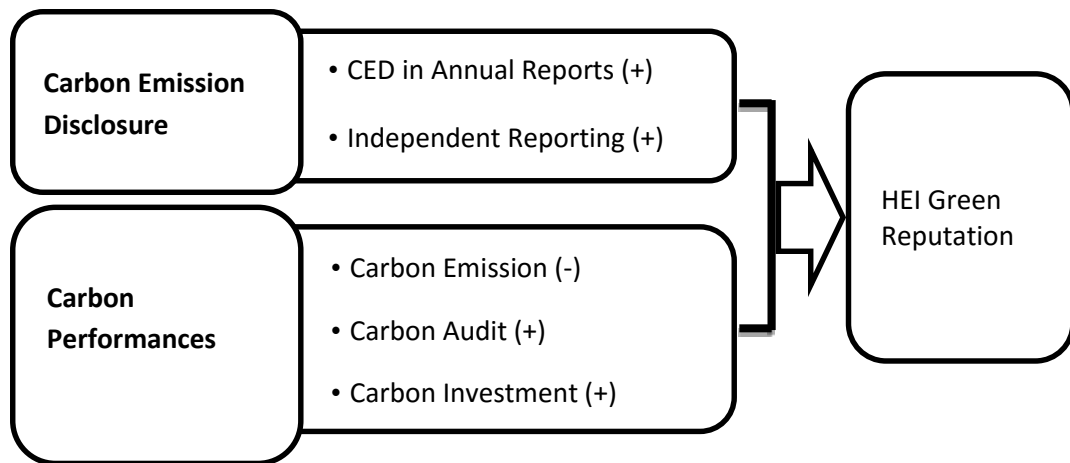 Carbon Emission
Disclosure
• CED in Annual Reports (+)
• Independent Reporting (+)
Carbon
Performances
• Carbon Emission (-)
• Carbon Audit (+)
• Carbon Investment (+)
HEI Green
Reputation